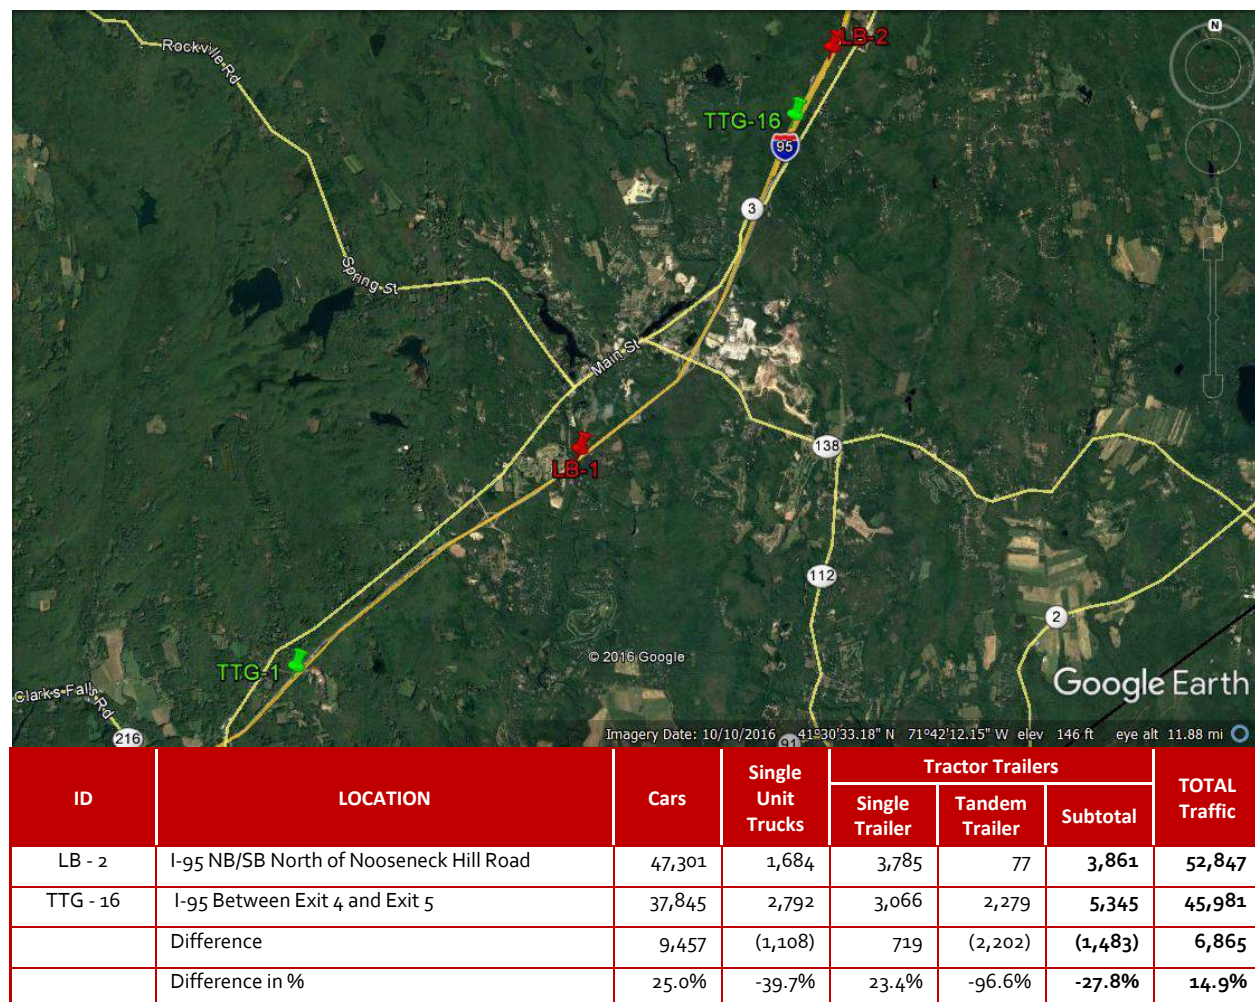 N
Rockville Rd
LB-2
TTG-16
95
3
Spring St
Main St
138
LB-1
112
2
© 2016 Google
TTG-1
Google Earth
Clarks Falls Rd
216
91
Imagery Date: 10/10/2016 41°30'33.18" N 71°42'12.15" W elev 146 ft eye alt 11.88 mi
ID LOCATION Cars Single Unit Trucks Tractor Trailers TOTAL Traffic
Single Trailer Tandem Trailer Subtotal
LB - 2 I-95 NB/SB North of Nooseneck Hill Road 47,301 1,684 3,785 77 3,861 52,847
TTG - 16 I-95 Between Exit 4 and Exit 5 37,845 2,792 3,066 2,279 5,345 45,981
Difference 9,457 (1,108) 719 (2,202) (1,483) 6,865
Difference in % 25.0% -39.7% 23.4% -96.6% -27.8% 14.9%